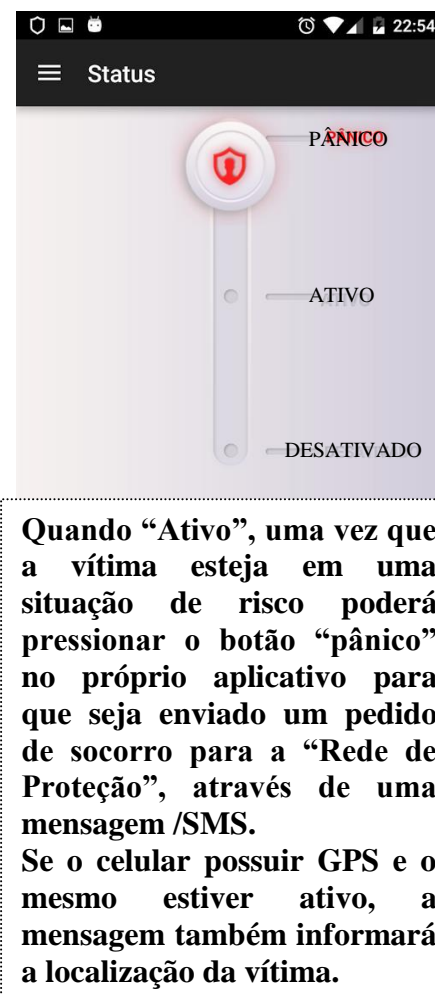 22:54
Status
PÂNICO
ATIVO
DESATIVADO
Quando “Ativo”, uma vez que
a vítima esteja em uma
situação de risco poderá
pressionar o botão “pânico”
no próprio aplicativo para
que seja enviado um pedido
de socorro para a “Rede de
Proteção”, através de uma
mensagem /SMS.
Se o celular possuir GPS e o
mesmo estiver ativo, a
mensagem também informará
a localização da vítima.